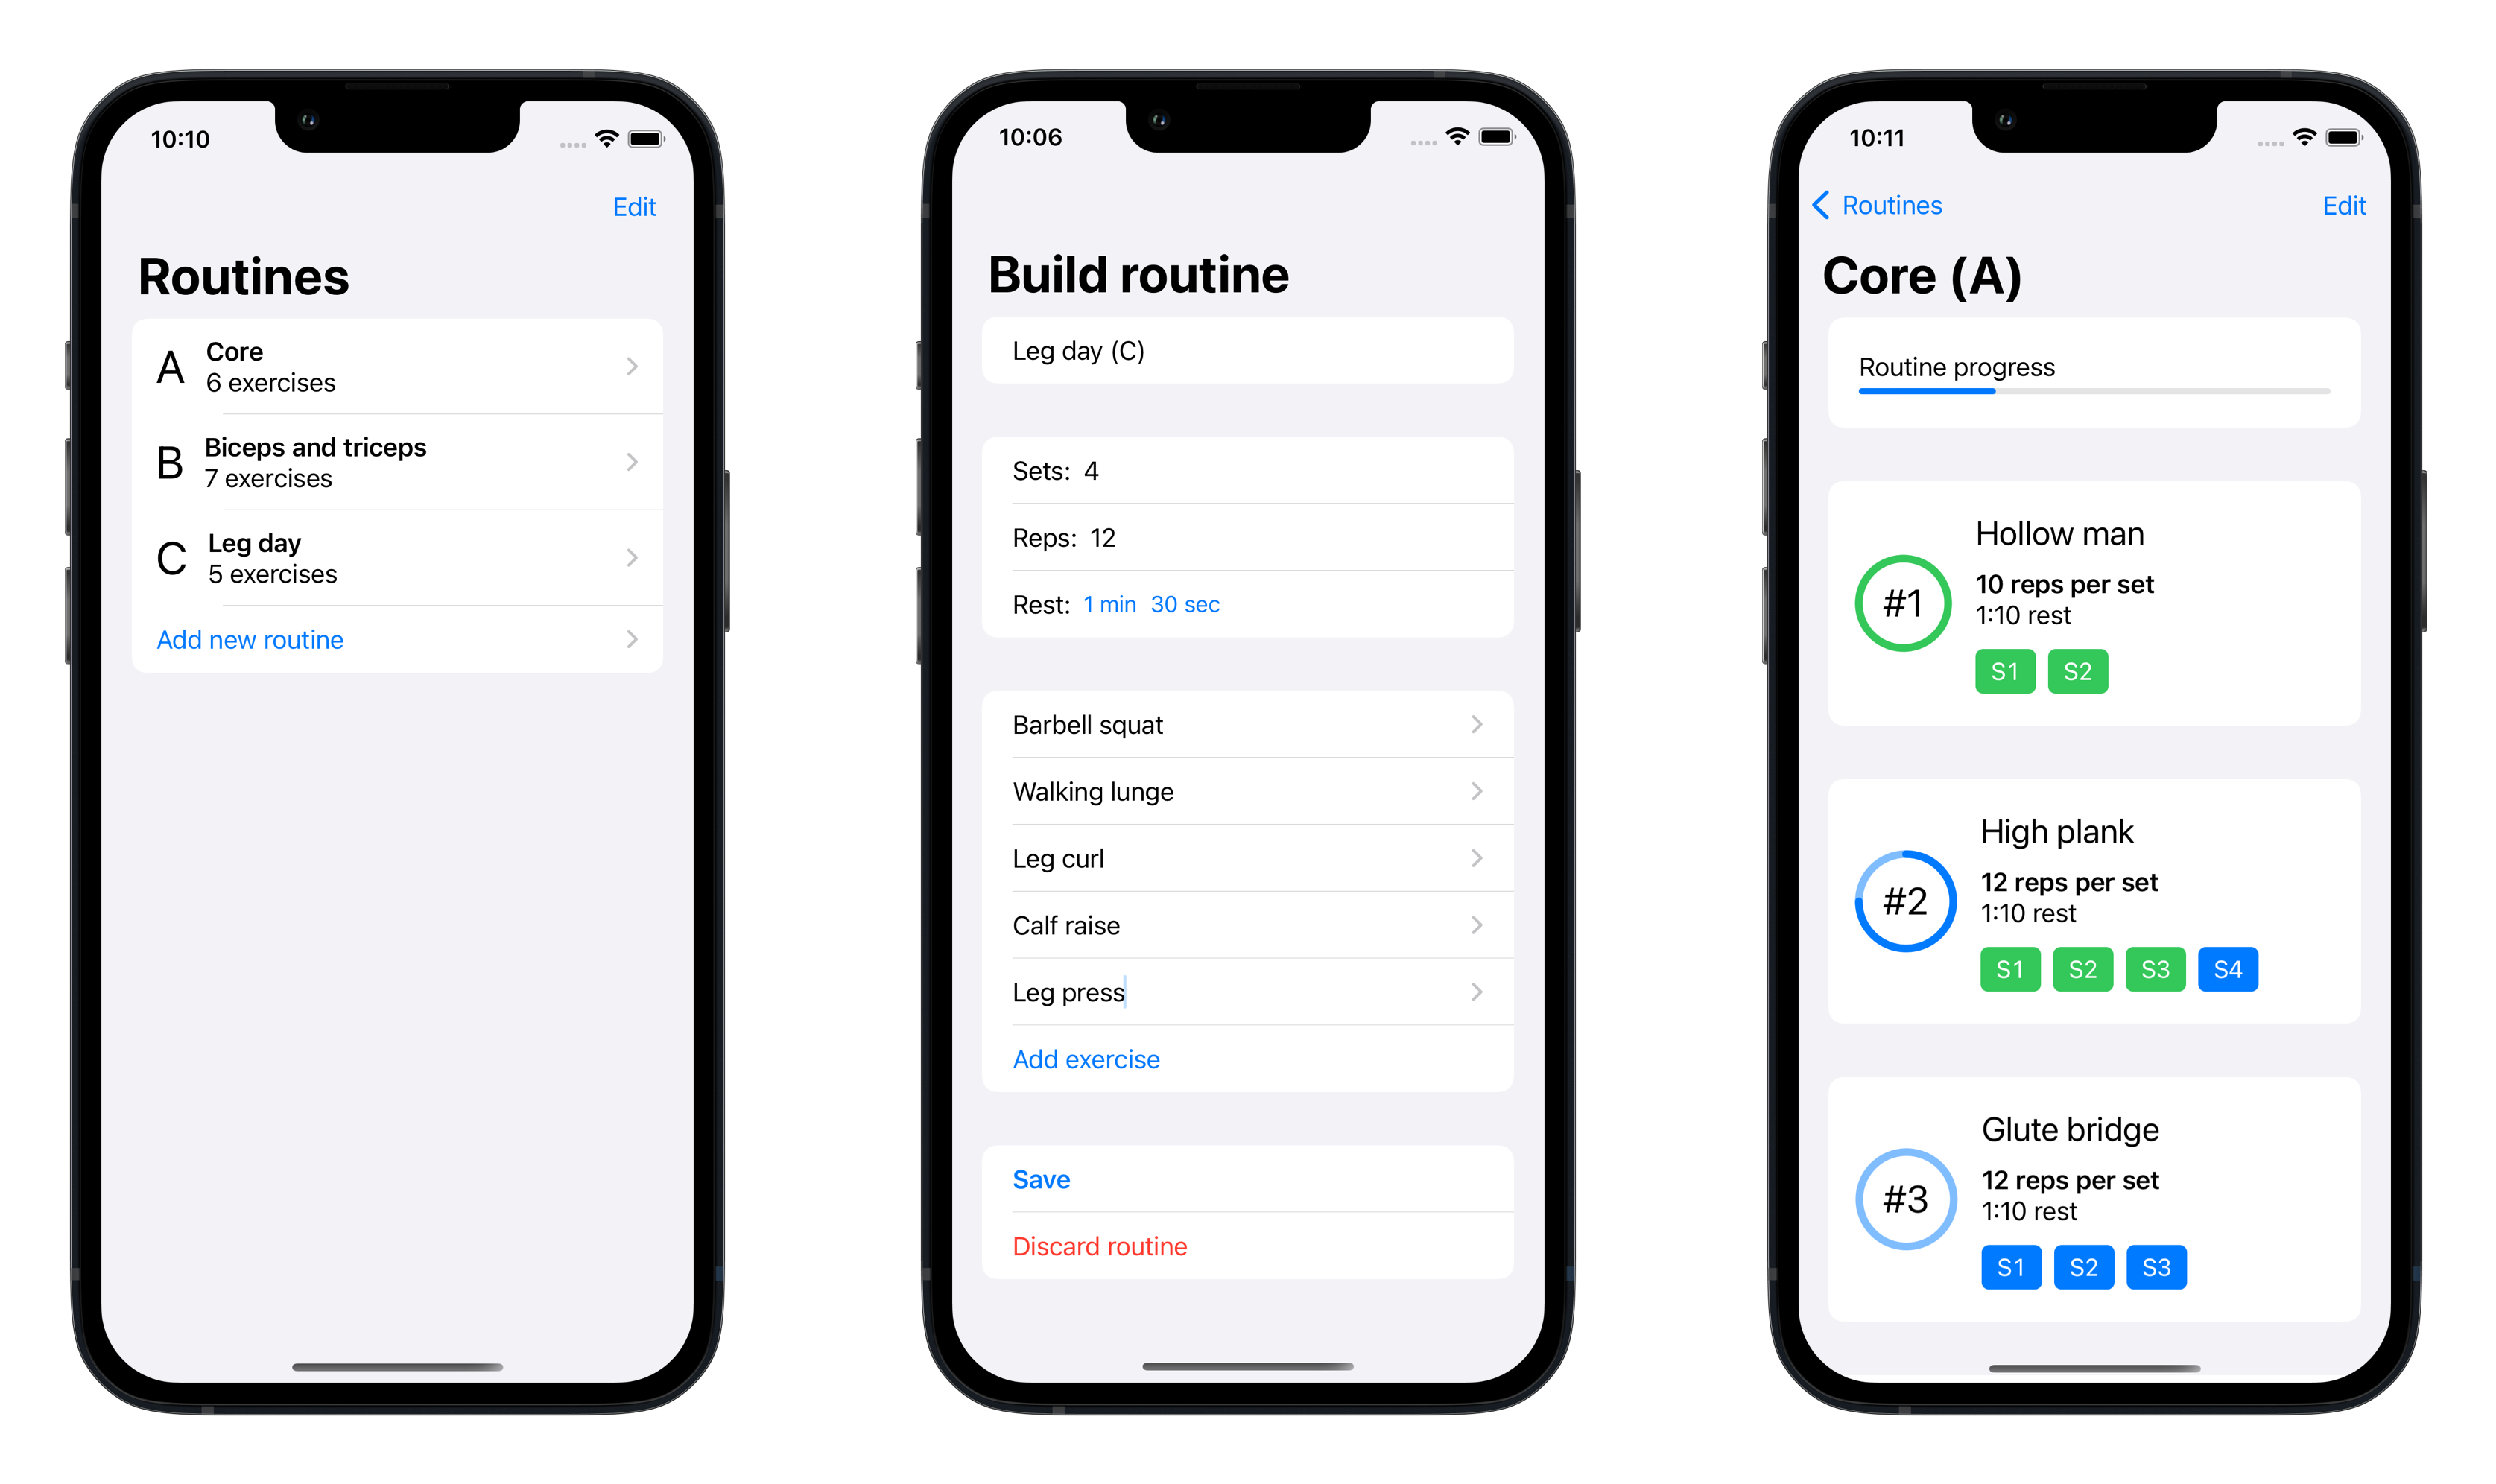 10:10
Edit
Routines
A
Core
6 exercises
B
Biceps and triceps
7 exercises
C
Leg day
5 exercises
Add new routine
10:06
Build routine
Leg day (C)
Sets: 4
Reps: 12
Rest: 1 min 30 sec
Barbell squat
Walking lunge
Leg curl
Calf raise
Leg press
Add exercise
Save
Discard routine
10:11
Routines Edit
Core (A)
Routine progress
Hollow man
#1
10 reps per set
1:10 rest
S1 S2
High plank
#2
12 reps per set
1:10 rest
S1 S2 S3 S4
Glute bridge
#3
12 reps per set
1:10 rest
S1 S2 S3